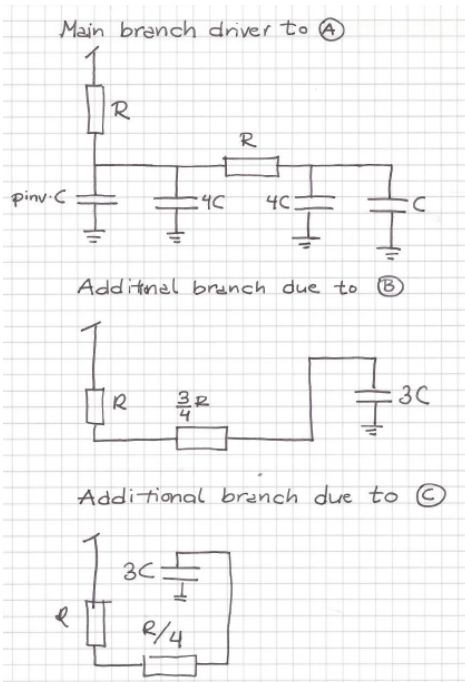 Main branch driver to Ⓐ
R
R
pinv·C 4C 4C C
Additnal branch due to Ⓑ
R 3/4 R 3C
Additional branch due to Ⓒ
3C
R R/4